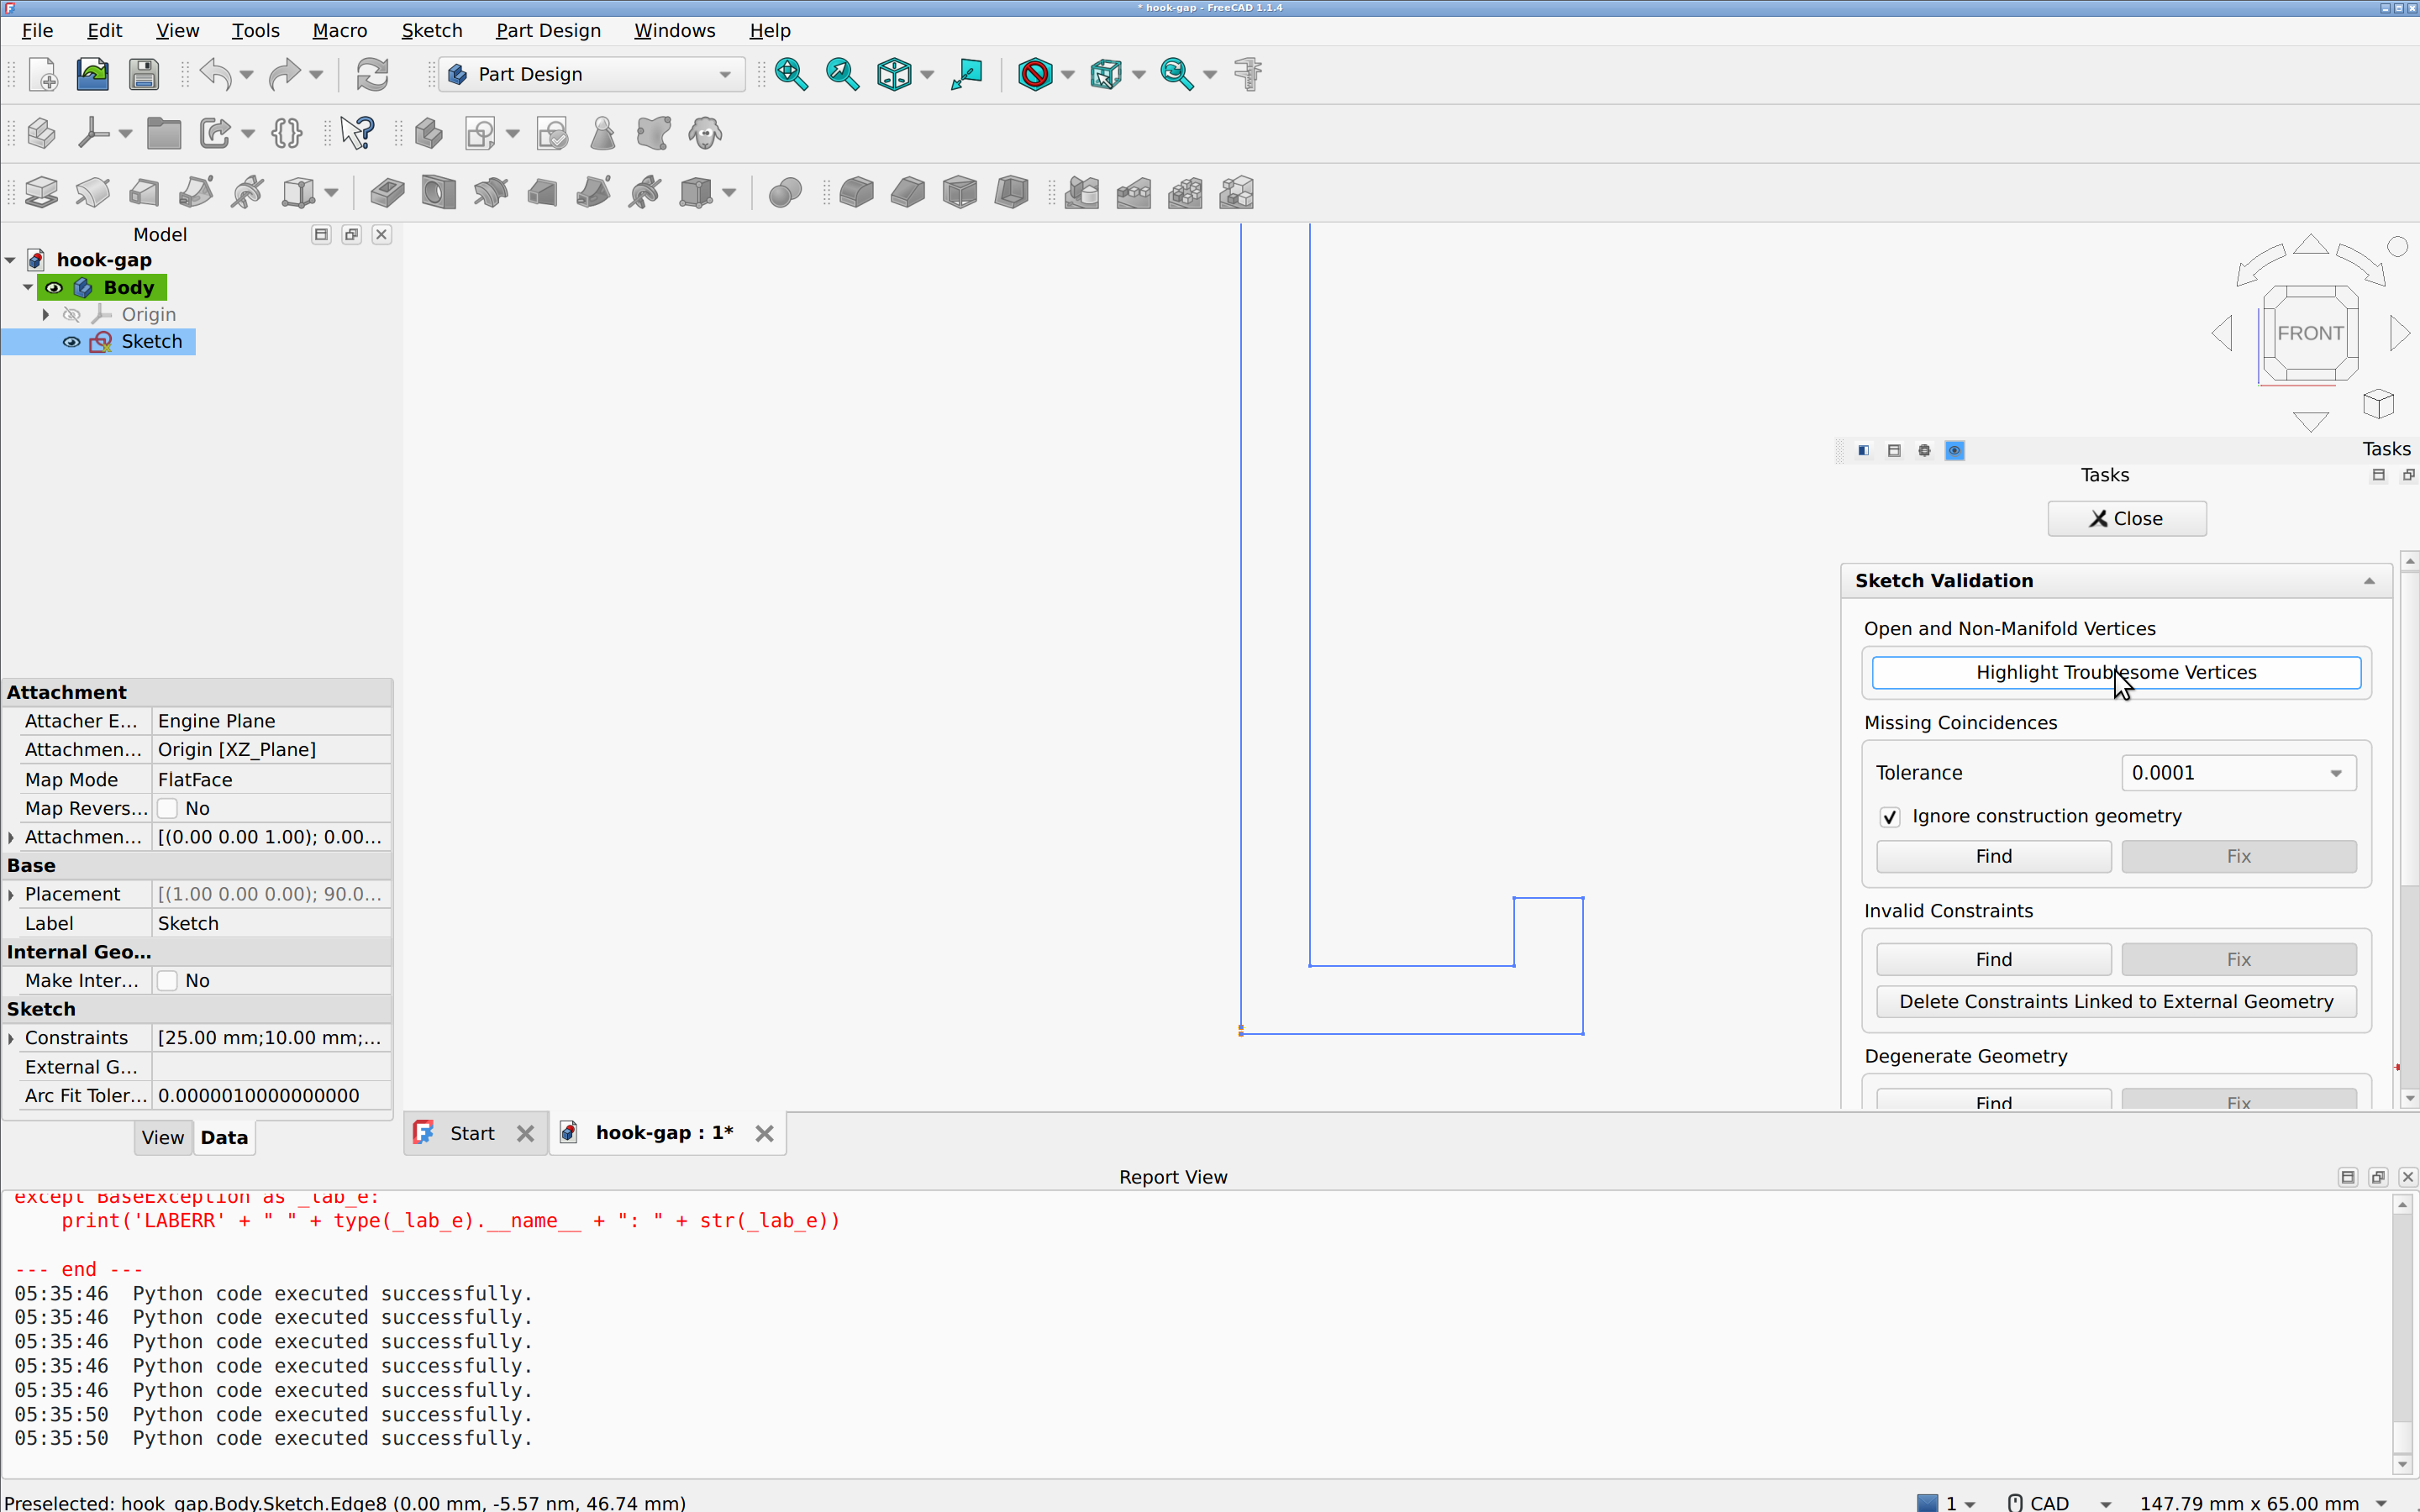 * hook-gap - FreeCAD 1.1.4
File Edit View Tools Macro Sketch Part Design Windows Help
Part Design
Model
hook-gap
Body
Origin
Sketch
FRONT
Tasks
Tasks
Close
Sketch Validation
Open and Non-Manifold Vertices
Highlight Troublesome Vertices
Missing Coincidences
Tolerance 0.0001
Ignore construction geometry
Find Fix
Invalid Constraints
Find Fix
Delete Constraints Linked to External Geometry
Degenerate Geometry
Find Fix
Attachment
Attacher E... Engine Plane
Attachmen... Origin [XZ_Plane]
Map Mode FlatFace
Map Revers... No
Attachmen... [(0.00 0.00 1.00); 0.00...
Base
Placement [(1.00 0.00 0.00); 90.0...
Label Sketch
Internal Geo...
Make Inter... No
Sketch
Constraints [25.00 mm;10.00 mm;...
External G...
Arc Fit Toler... 0.0000010000000000
View Data
Start hook-gap : 1*
Report View
except BaseException as _lab_e:
print('LABERR' + " " + type(_lab_e).__name__ + ": " + str(_lab_e))
--- end ---
05:35:46 Python code executed successfully.
05:35:46 Python code executed successfully.
05:35:46 Python code executed successfully.
05:35:46 Python code executed successfully.
05:35:46 Python code executed successfully.
05:35:50 Python code executed successfully.
05:35:50 Python code executed successfully.
Preselected: hook_gap.Body.Sketch.Edge8 (0.00 mm, -5.57 nm, 46.74 mm) 1 CAD 147.79 mm x 65.00 mm